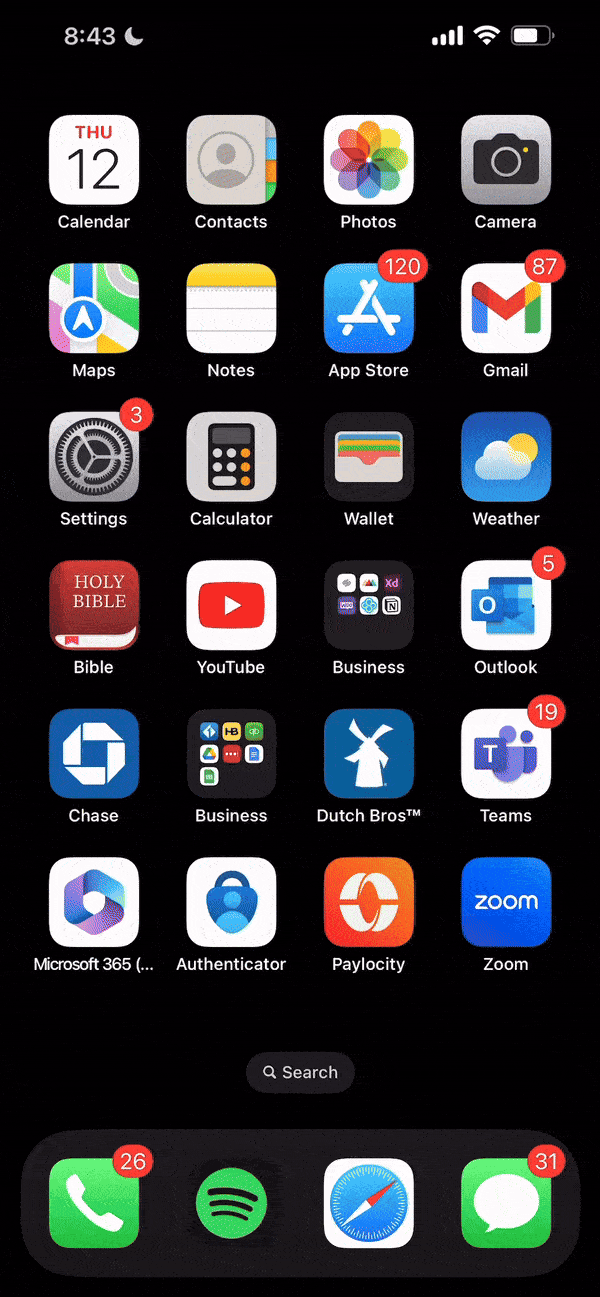 8:43
THU
12
Calendar
Contacts
Photos
Camera
120
87
Maps
Notes
App Store
Gmail
3
Settings
Calculator
Wallet
Weather
HOLY
BIBLE
Xd
5
O
Bible
YouTube
Business
Outlook
HB
qb
19
T
Chase
Business
Dutch Bros™
Teams
zoom
Microsoft 365 (...
Authenticator
Paylocity
Zoom
Search
26
31